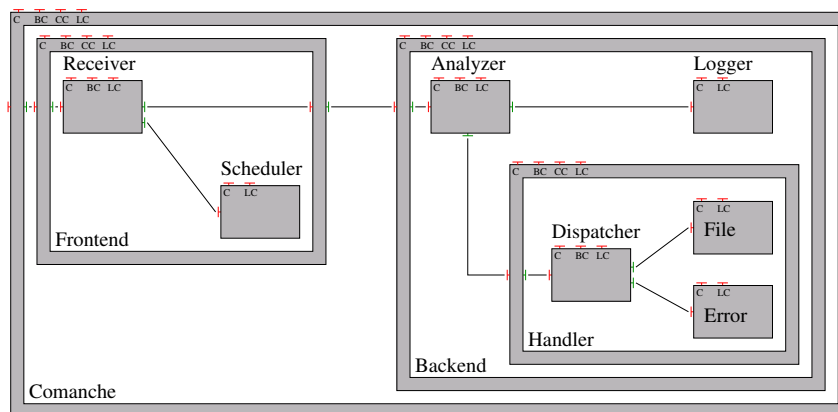 C BC CC LC
C BC CC LC
C BC CC LC
Receiver
Analyzer
Logger
C BC LC
C BC LC
C LC
Scheduler
C LC
C BC CC LC
C LC
File
Dispatcher
Frontend
C BC LC
C LC
Error
Handler
Backend
Comanche